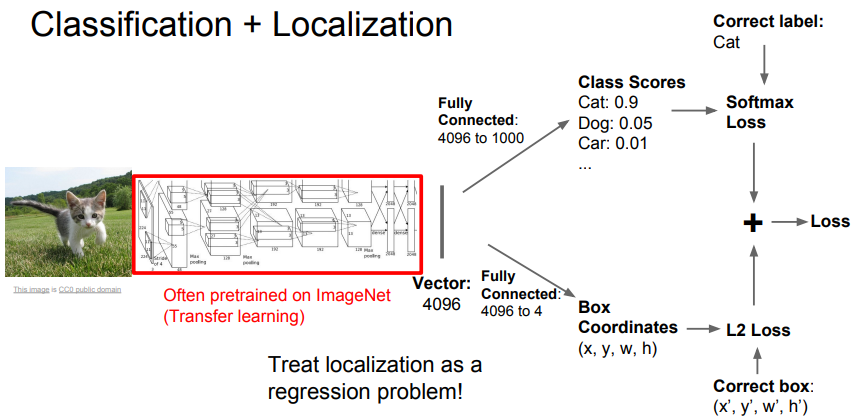 Classification + Localization
Correct label:
Cat
Class Scores
Cat: 0.9
Dog: 0.05
Car: 0.01
...
Fully
Connected:
4096 to 1000
Softmax
Loss
+
Loss
This image is CC0 public domain
Often pretrained on ImageNet
(Transfer learning)
Vector:
4096
Fully
Connected:
4096 to 4
Box
Coordinates
(x, y, w, h)
L2 Loss
Treat localization as a
regression problem!
Correct box:
(x’, y’, w’, h’)